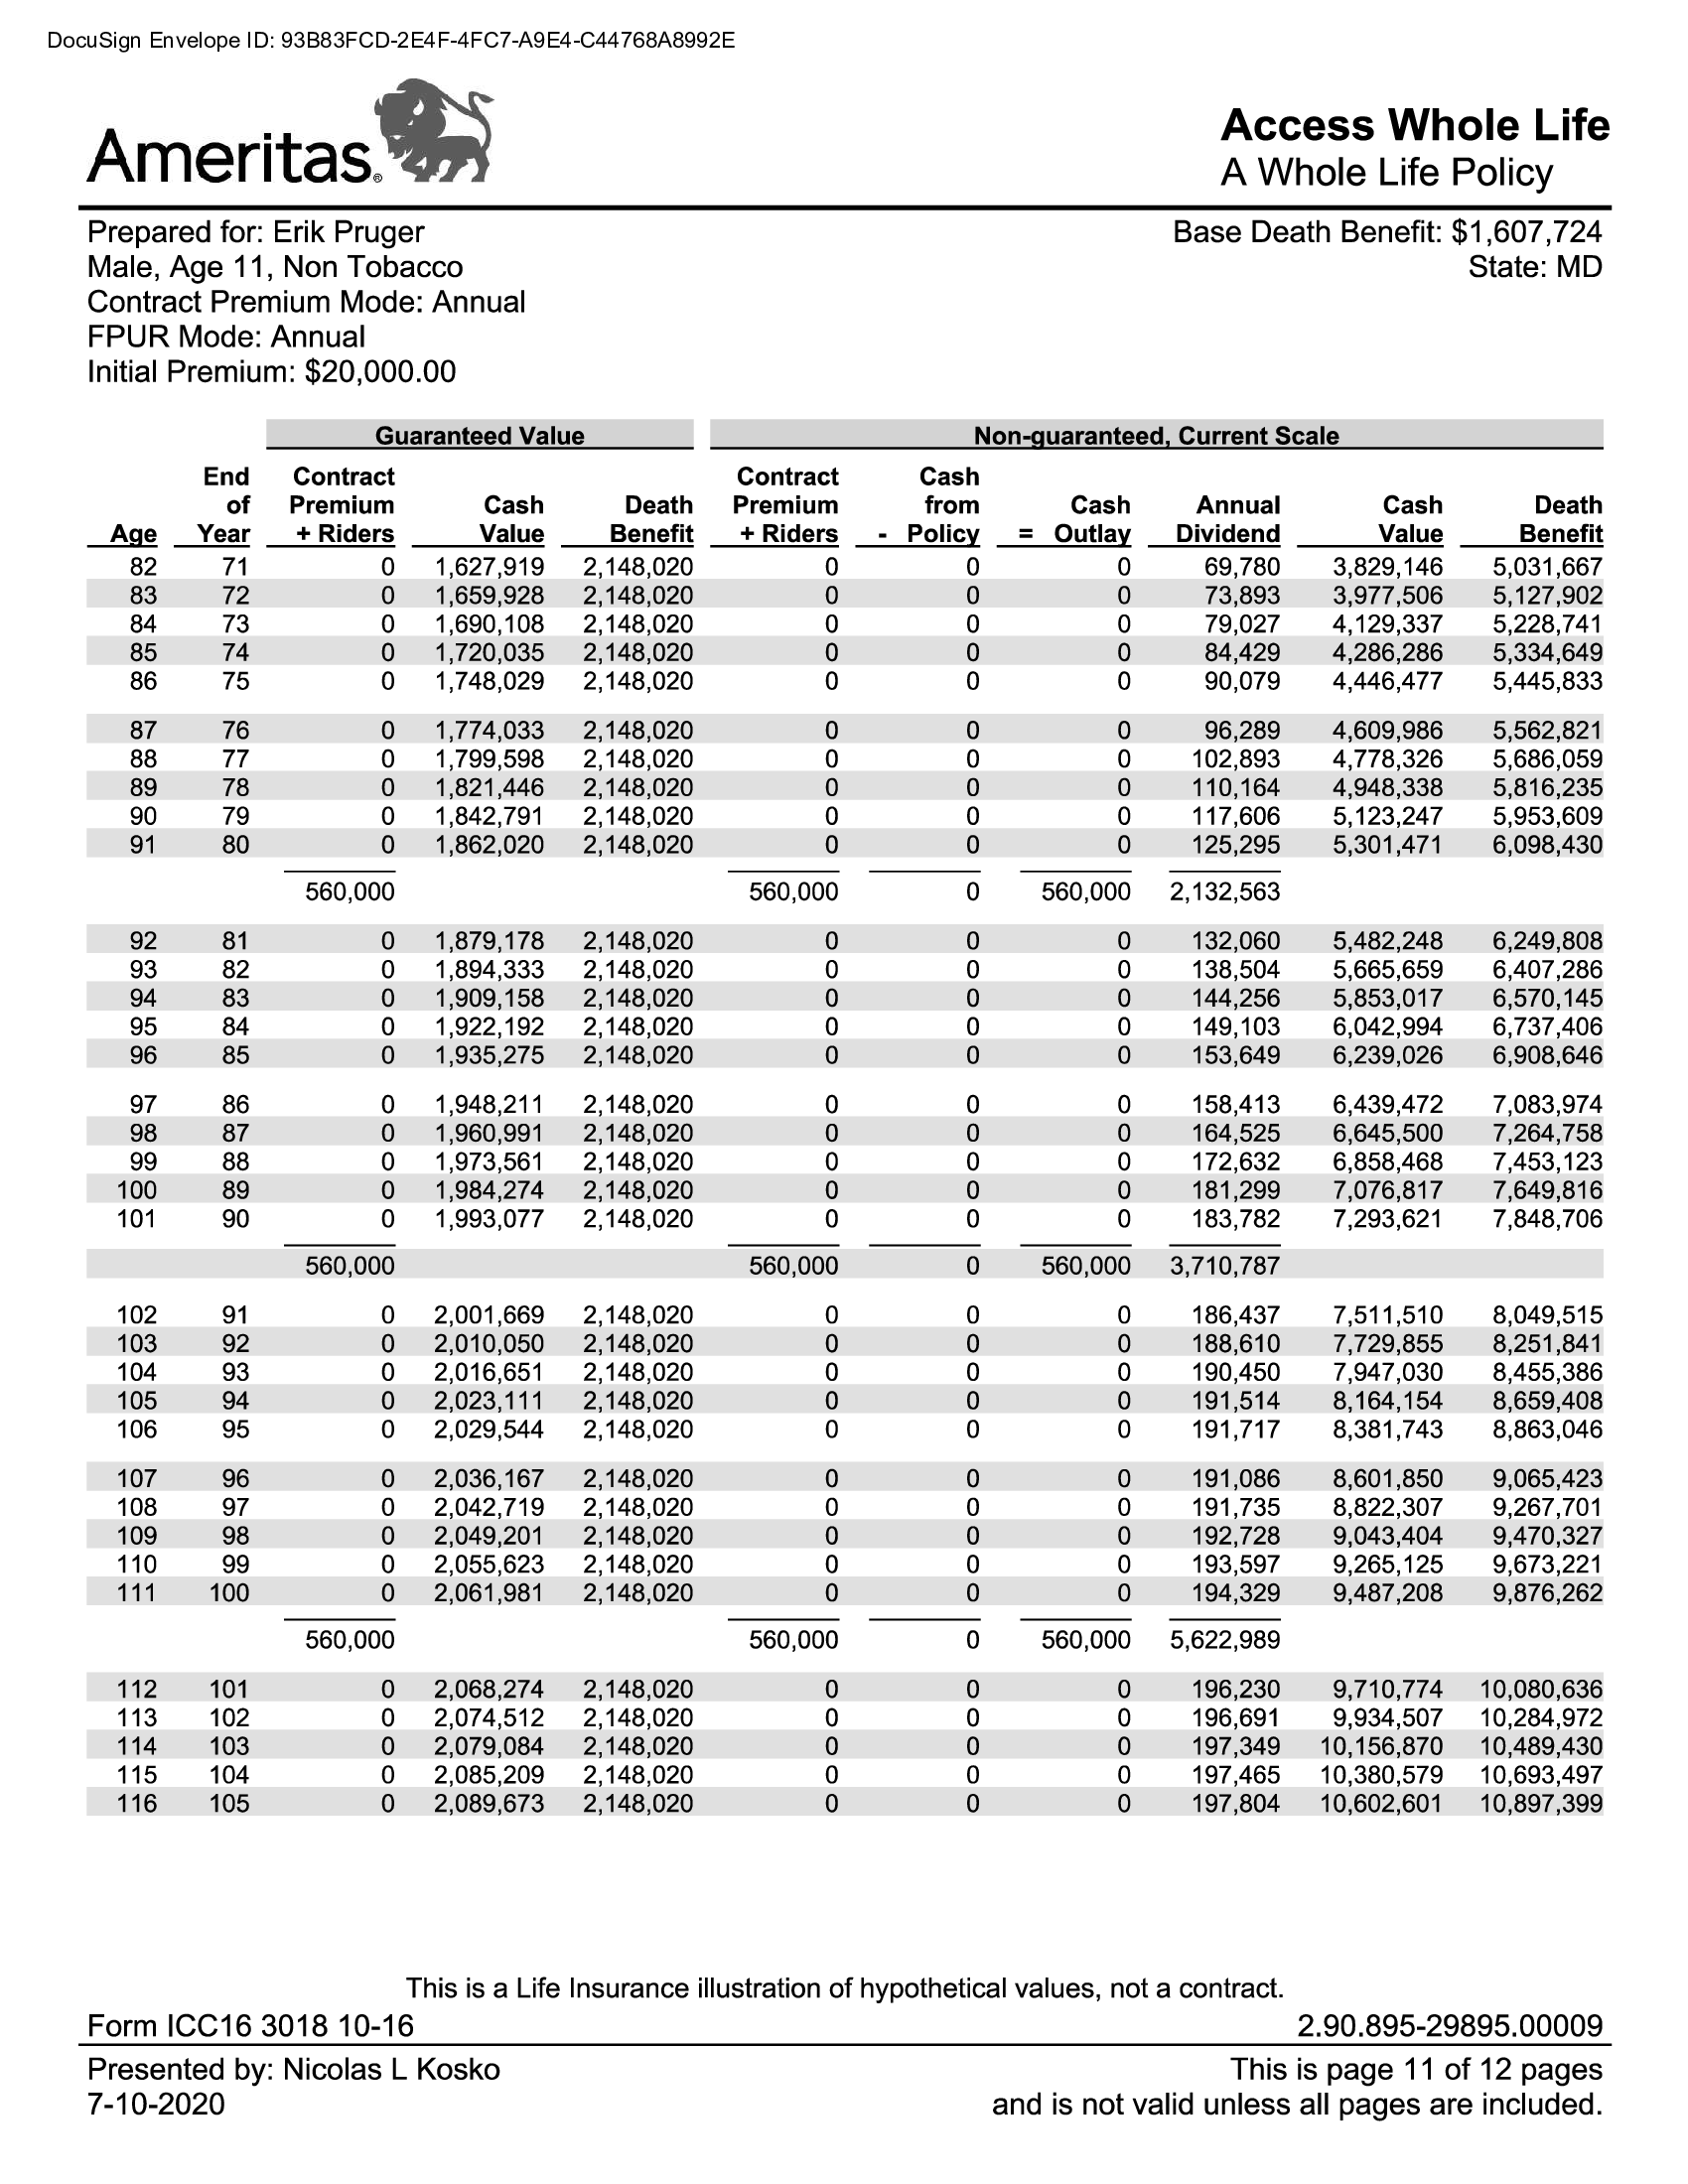 DocuSign Envelope ID: 93B83FCD-2E4F-4FC7-A9E4-C44768A8992E
Ameritas®
Access Whole Life
A Whole Life Policy
Prepared for: Erik Pruger
Male, Age 11, Non Tobacco
Contract Premium Mode: Annual
FPUR Mode: Annual
Initial Premium: $20,000.00
Base Death Benefit: $1,607,724
State: MD
Guaranteed Value Non-guaranteed, Current Scale
End Contract Contract Cash
of Premium Cash Death Premium from Cash Annual Cash Death
Age Year + Riders Value Benefit + Riders - Policy = Outlay Dividend Value Benefit
82 71 0 1,627,919 2,148,020 0 0 0 69,780 3,829,146 5,031,667
83 72 0 1,659,928 2,148,020 0 0 0 73,893 3,977,506 5,127,902
84 73 0 1,690,108 2,148,020 0 0 0 79,027 4,129,337 5,228,741
85 74 0 1,720,035 2,148,020 0 0 0 84,429 4,286,286 5,334,649
86 75 0 1,748,029 2,148,020 0 0 0 90,079 4,446,477 5,445,833
87 76 0 1,774,033 2,148,020 0 0 0 96,289 4,609,986 5,562,821
88 77 0 1,799,598 2,148,020 0 0 0 102,893 4,778,326 5,686,059
89 78 0 1,821,446 2,148,020 0 0 0 110,164 4,948,338 5,816,235
90 79 0 1,842,791 2,148,020 0 0 0 117,606 5,123,247 5,953,609
91 80 0 1,862,020 2,148,020 0 0 0 125,295 5,301,471 6,098,430
560,000 560,000 0 560,000 2,132,563
92 81 0 1,879,178 2,148,020 0 0 0 132,060 5,482,248 6,249,808
93 82 0 1,894,333 2,148,020 0 0 0 138,504 5,665,659 6,407,286
94 83 0 1,909,158 2,148,020 0 0 0 144,256 5,853,017 6,570,145
95 84 0 1,922,192 2,148,020 0 0 0 149,103 6,042,994 6,737,406
96 85 0 1,935,275 2,148,020 0 0 0 153,649 6,239,026 6,908,646
97 86 0 1,948,211 2,148,020 0 0 0 158,413 6,439,472 7,083,974
98 87 0 1,960,991 2,148,020 0 0 0 164,525 6,645,500 7,264,758
99 88 0 1,973,561 2,148,020 0 0 0 172,632 6,858,468 7,453,123
100 89 0 1,984,274 2,148,020 0 0 0 181,299 7,076,817 7,649,816
101 90 0 1,993,077 2,148,020 0 0 0 183,782 7,293,621 7,848,706
560,000 560,000 0 560,000 3,710,787
102 91 0 2,001,669 2,148,020 0 0 0 186,437 7,511,510 8,049,515
103 92 0 2,010,050 2,148,020 0 0 0 188,610 7,729,855 8,251,841
104 93 0 2,016,651 2,148,020 0 0 0 190,450 7,947,030 8,455,386
105 94 0 2,023,111 2,148,020 0 0 0 191,514 8,164,154 8,659,408
106 95 0 2,029,544 2,148,020 0 0 0 191,717 8,381,743 8,863,046
107 96 0 2,036,167 2,148,020 0 0 0 191,086 8,601,850 9,065,423
108 97 0 2,042,719 2,148,020 0 0 0 191,735 8,822,307 9,267,701
109 98 0 2,049,201 2,148,020 0 0 0 192,728 9,043,404 9,470,327
110 99 0 2,055,623 2,148,020 0 0 0 193,597 9,265,125 9,673,221
111 100 0 2,061,981 2,148,020 0 0 0 194,329 9,487,208 9,876,262
560,000 560,000 0 560,000 5,622,989
112 101 0 2,068,274 2,148,020 0 0 0 196,230 9,710,774 10,080,636
113 102 0 2,074,512 2,148,020 0 0 0 196,691 9,934,507 10,284,972
114 103 0 2,079,084 2,148,020 0 0 0 197,349 10,156,870 10,489,430
115 104 0 2,085,209 2,148,020 0 0 0 197,465 10,380,579 10,693,497
116 105 0 2,089,673 2,148,020 0 0 0 197,804 10,602,601 10,897,399
This is a Life Insurance illustration of hypothetical values, not a contract.
Form ICC16 3018 10-16 2.90.895-29895.00009
Presented by: Nicolas L Kosko This is page 11 of 12 pages
7-10-2020 and is not valid unless all pages are included.